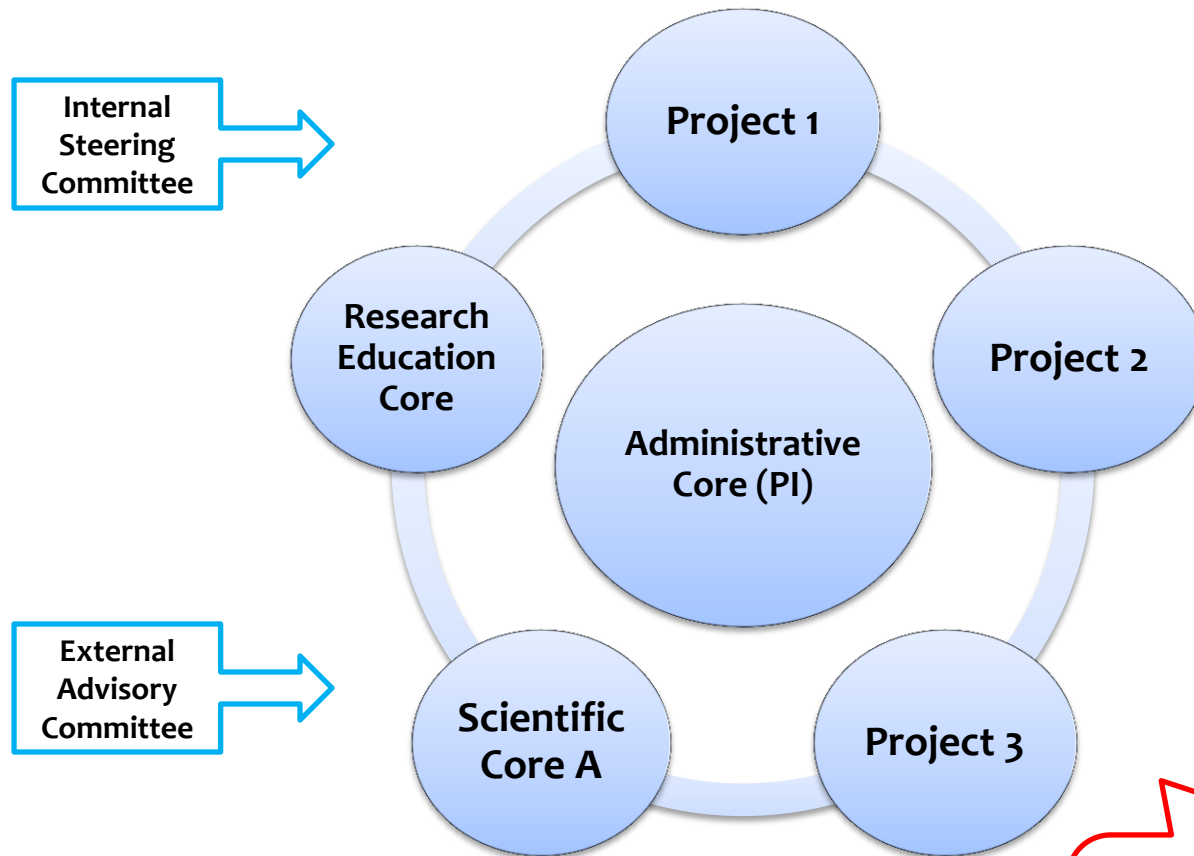 Internal
Steering
Committee
Project 1
Research
Education
Core
Project 2
Administrative
Core (PI)
External
Advisory
Committee
Scientific
Core A
Project 3